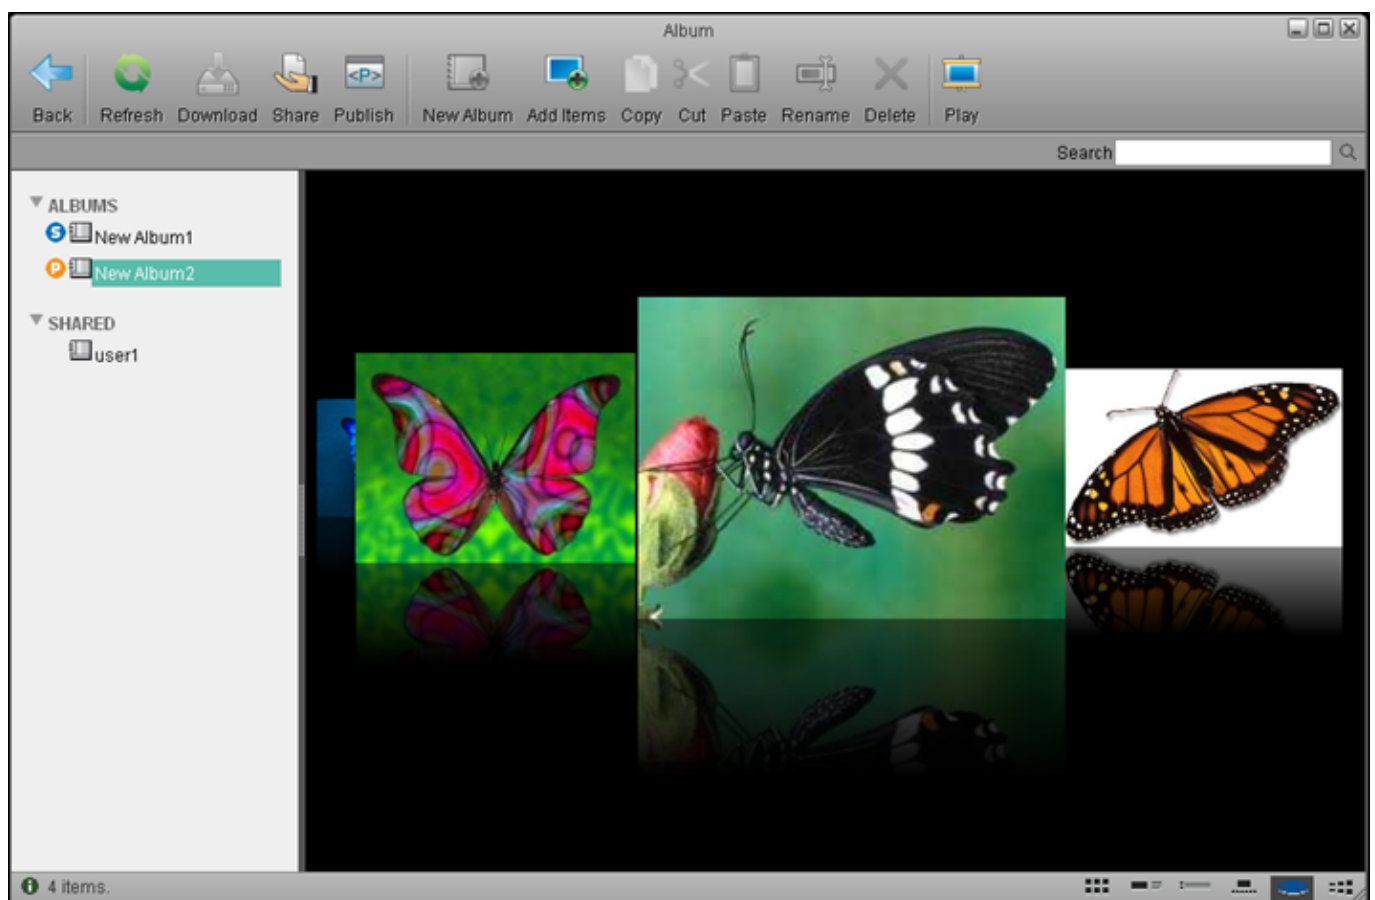 Album
<P>
Back Refresh Download Share Publish New Album Add Items Copy Cut Paste Rename Delete Play
Search
ALBUMS
S New Album1
P New Album2
SHARED
user1
4 items.